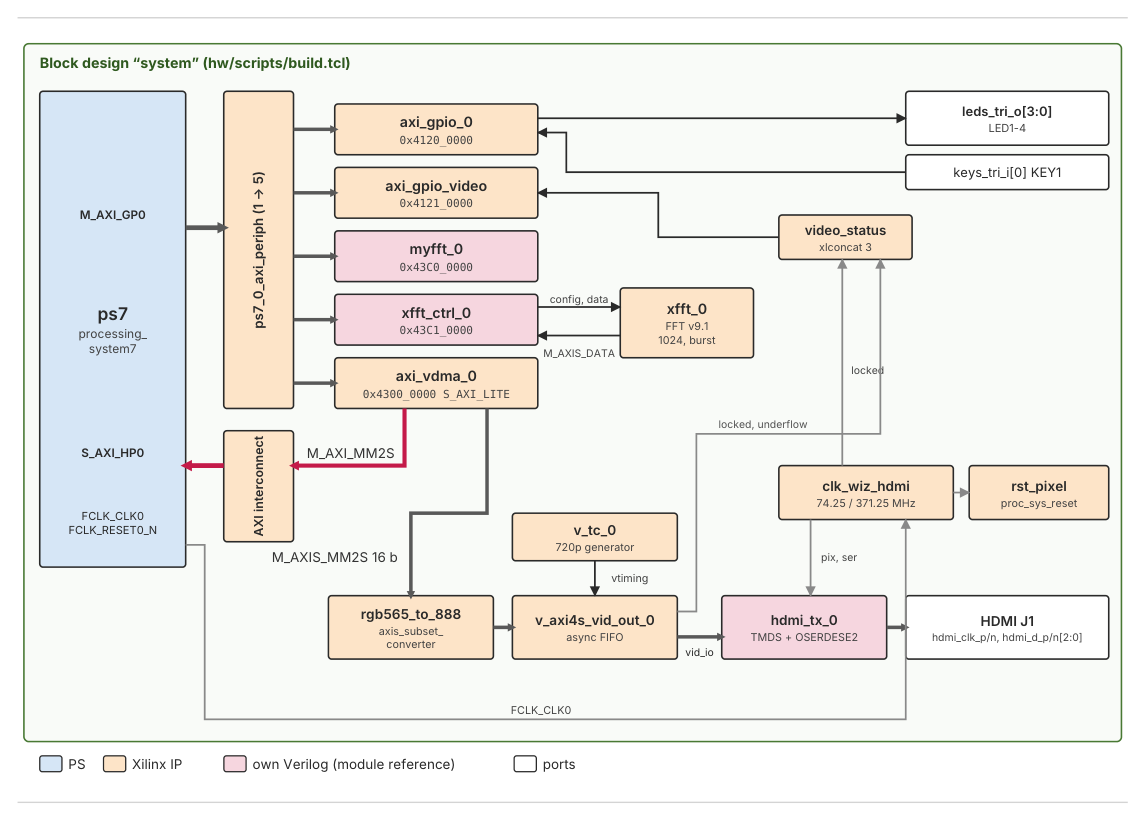 Block design “system” (hw/scripts/build.tcl)
M_AXI_GP0
ps7
processing_
system7
S_AXI_HP0
FCLK_CLK0
FCLK_RESET0_N
ps7_0_axi_periph (1 → 5)
AXI interconnect
axi_gpio_0
0x4120_0000
axi_gpio_video
0x4121_0000
myfft_0
0x43C0_0000
xfft_ctrl_0
0x43C1_0000
axi_vdma_0
0x4300_0000 S_AXI_LITE
config, data
M_AXIS_DATA
xfft_0
FFT v9.1
1024, burst
leds_tri_o[3:0]
LED1-4
keys_tri_i[0] KEY1
video_status
xlconcat 3
locked
locked, underflow
M_AXI_MM2S
M_AXIS_MM2S 16 b
clk_wiz_hdmi
74.25 / 371.25 MHz
rst_pixel
proc_sys_reset
v_tc_0
720p generator
vtiming
pix, ser
rgb565_to_888
axis_subset_
converter
v_axi4s_vid_out_0
async FIFO
vid_io
hdmi_tx_0
TMDS + OSERDESE2
HDMI J1
hdmi_clk_p/n, hdmi_d_p/n[2:0]
FCLK_CLK0
PS
Xilinx IP
own Verilog (module reference)
ports